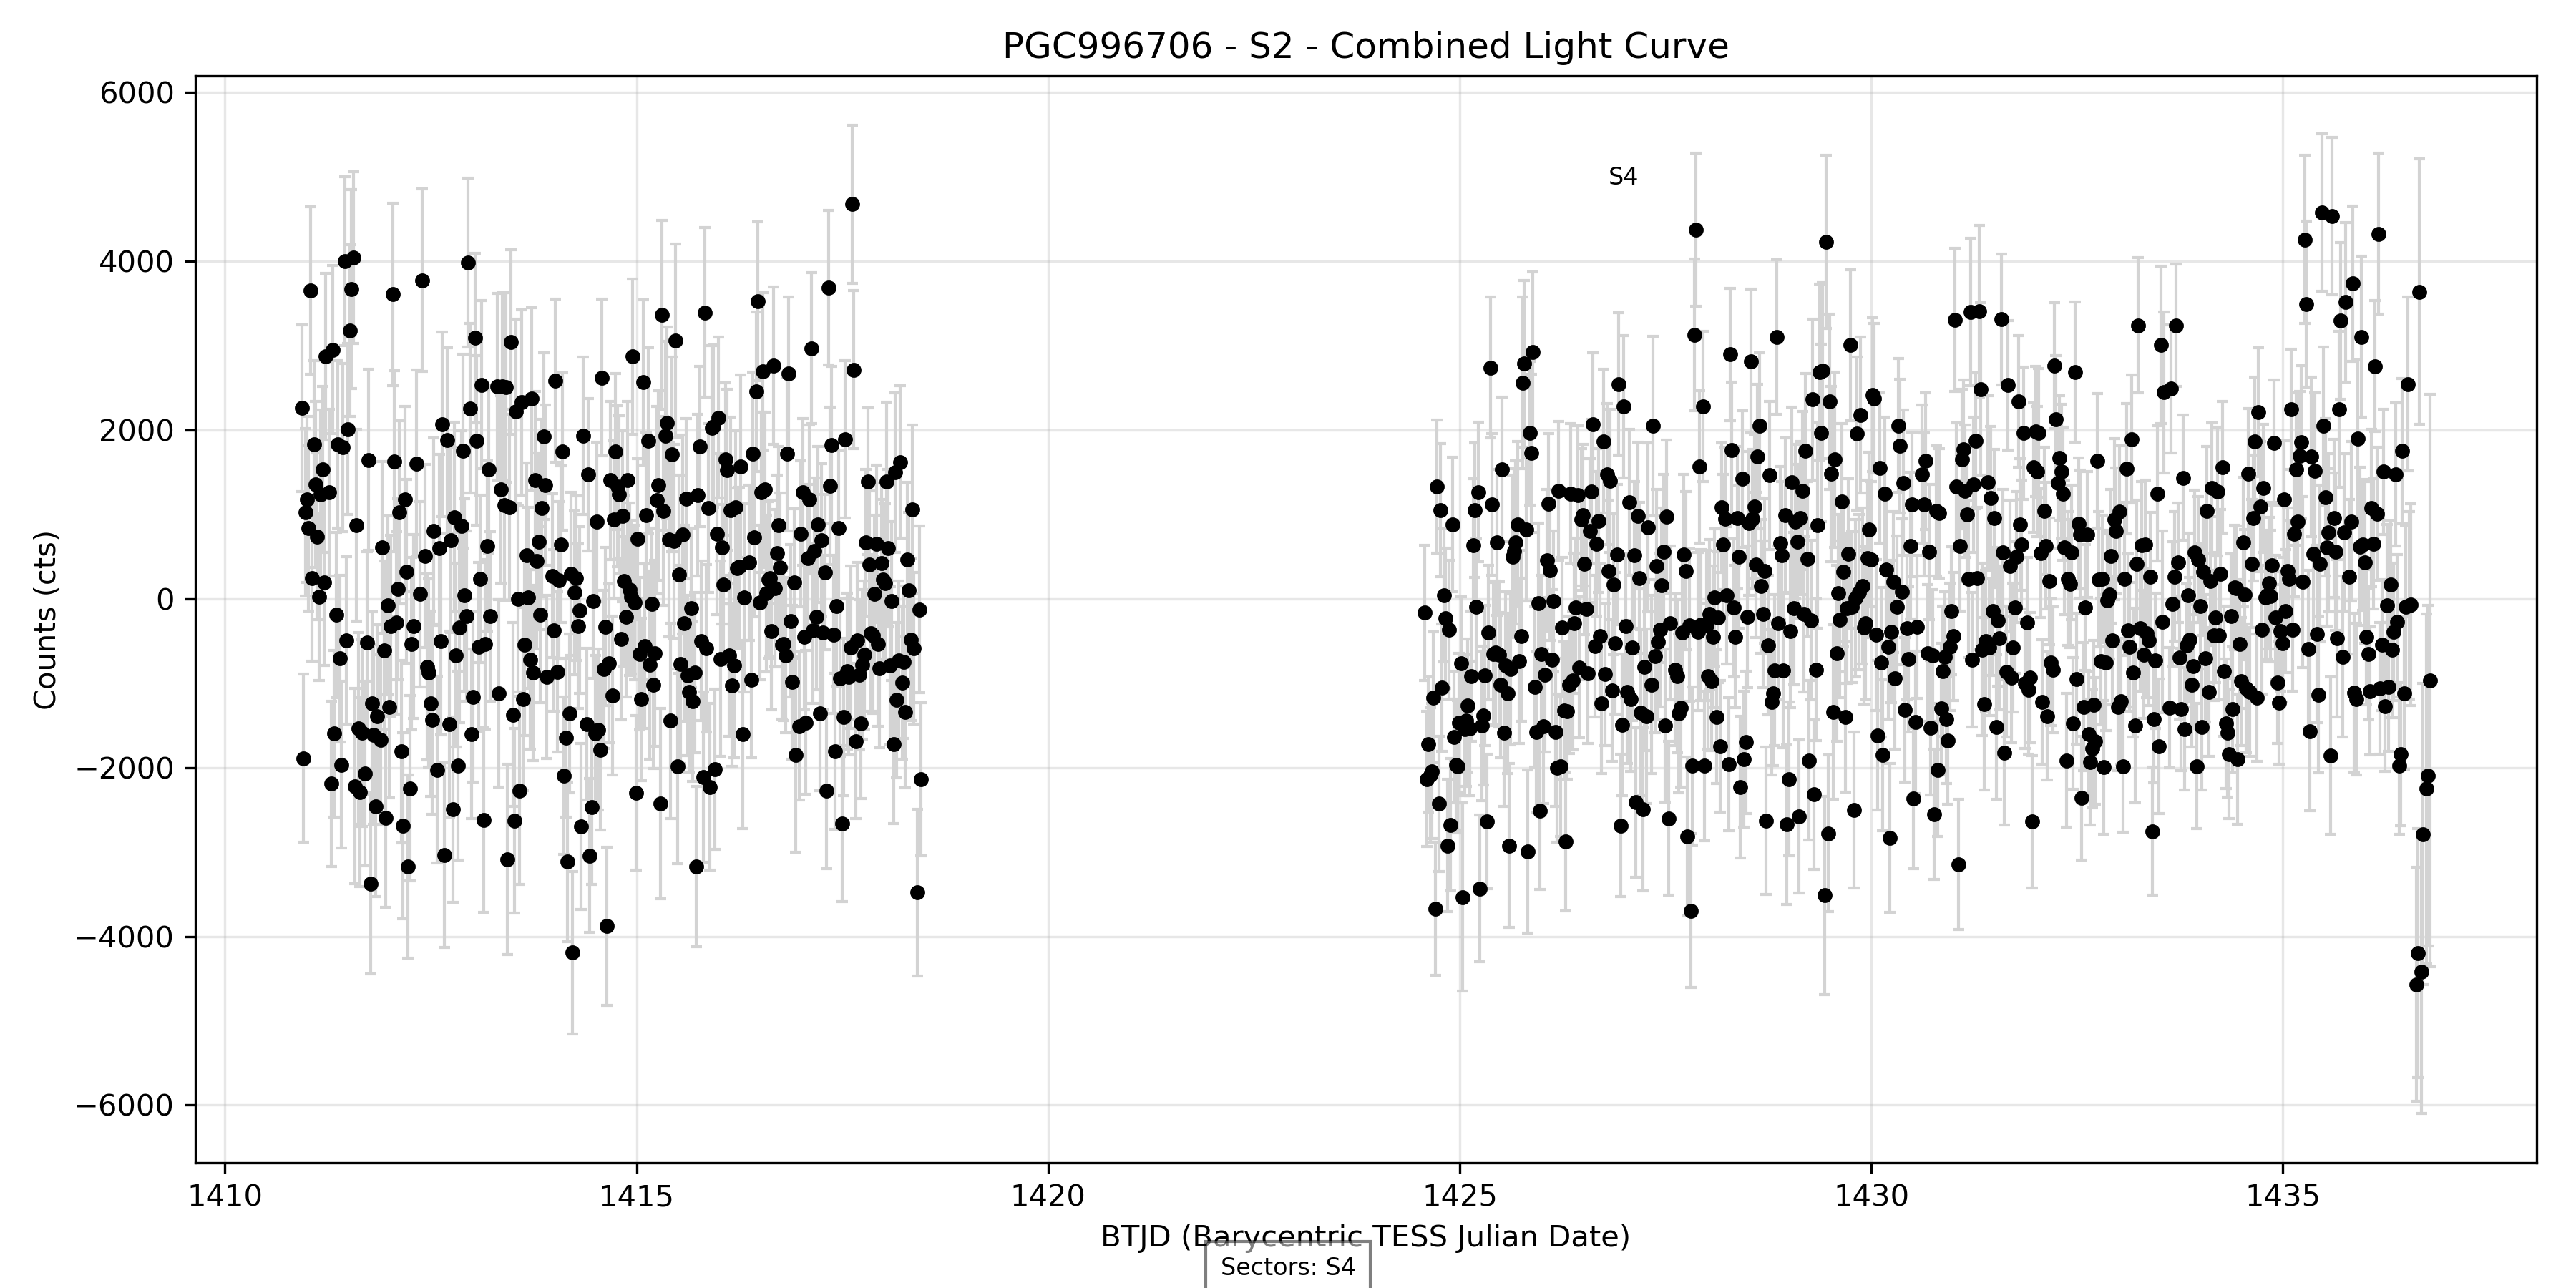 PGC996706 - S2 - Combined Light Curve
Counts (cts)
6000
4000
2000
0
−2000
−4000
−6000
S4
1410 1415 1420 1425 1430 1435
BTJD (Barycentric TESS Julian Date)
Sectors: S4